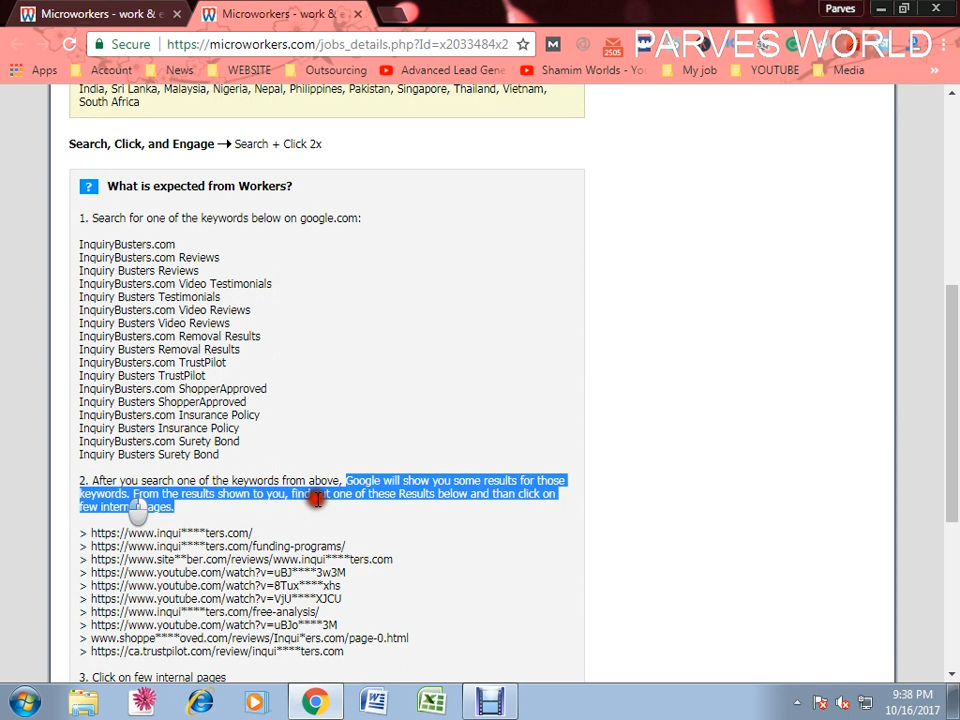 Microworkers - work & e
Microworkers - work & e
Parves
Secure
https://microworkers.com/jobs_details.php?Id=x2033484x2
2505
PARVES WORLD
Apps
Account
News
WEBSITE
Outsourcing
Advanced Lead Gene
Shamim Worlds - Yo
My job
YOUTUBE
Media
India, Sri Lanka, Malaysia, Nigeria, Nepal, Philippines, Pakistan, Singapore, Thailand, Vietnam,
South Africa
Search, Click, and Engage → Search + Click 2x
? What is expected from Workers?
1. Search for one of the keywords below on google.com:
InquiryBusters.com
InquiryBusters.com Reviews
Inquiry Busters Reviews
InquiryBusters.com Video Testimonials
Inquiry Busters Testimonials
InquiryBusters.com Video Reviews
Inquiry Busters Video Reviews
InquiryBusters.com Removal Results
Inquiry Busters Removal Results
InquiryBusters.com TrustPilot
Inquiry Busters TrustPilot
InquiryBusters.com ShopperApproved
Inquiry Busters ShopperApproved
InquiryBusters.com Insurance Policy
Inquiry Busters Insurance Policy
InquiryBusters.com Surety Bond
Inquiry Busters Surety Bond
2. After you search one of the keywords from above, Google will show you some results for those
keywords. From the results shown to you, find out one of these Results below and than click on
few internal pages.
> https://www.inqui****ters.com/
> https://www.inqui****ters.com/funding-programs/
> https://www.site**ber.com/reviews/www.inqui****ters.com
> https://www.youtube.com/watch?v=uBJ****3w3M
> https://www.youtube.com/watch?v=8Tux****xhs
> https://www.youtube.com/watch?v=VjU****XJCU
> https://www.inqui****ters.com/free-analysis/
> https://www.youtube.com/watch?v=uBJo****3M
> www.shoppe****oved.com/reviews/Inqui*ers.com/page-0.html
> https://ca.trustpilot.com/review/inqui****ters.com
3. Click on few internal pages
9:38 PM
10/16/2017